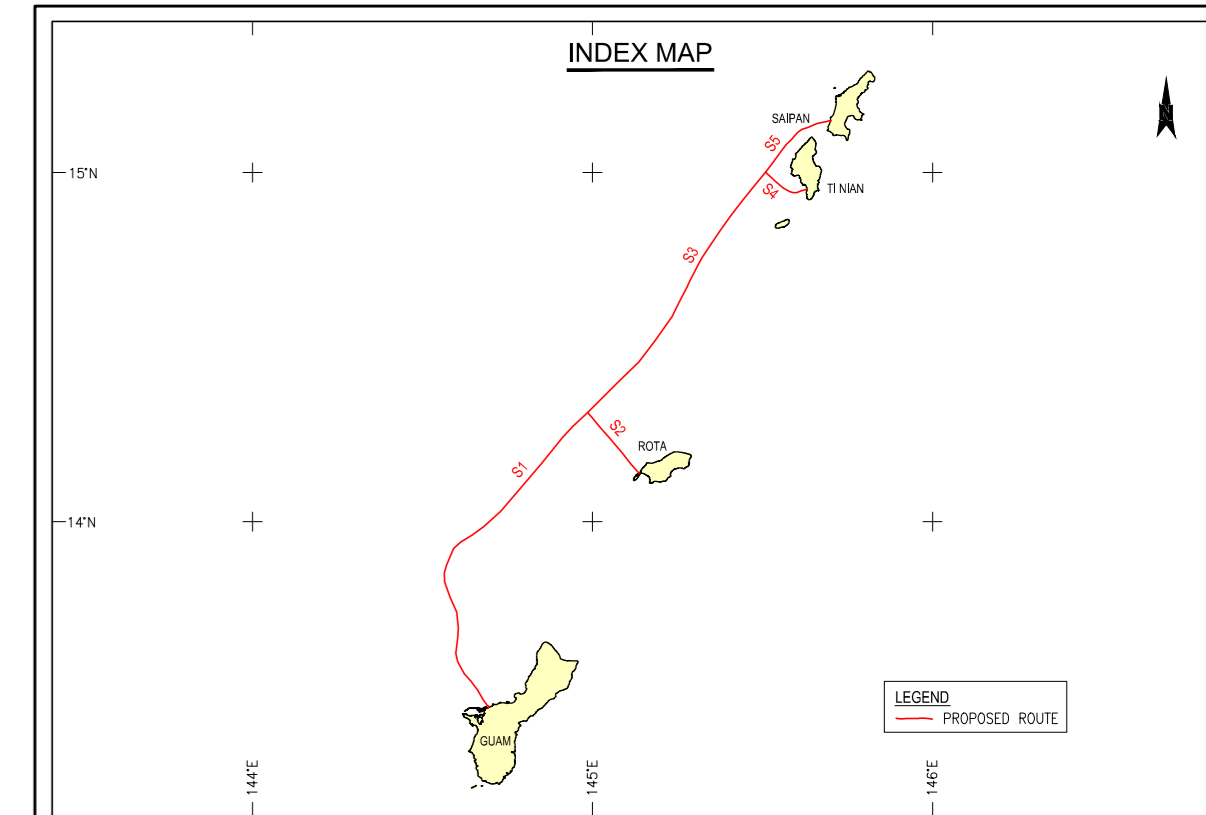 INDEX MAP
N
SAIPAN
S5
15°N
TI NIAN
S4
S3
S2
ROTA
S1
14°N
LEGEND
PROPOSED ROUTE
GUAM
144°E
145°E
146°E